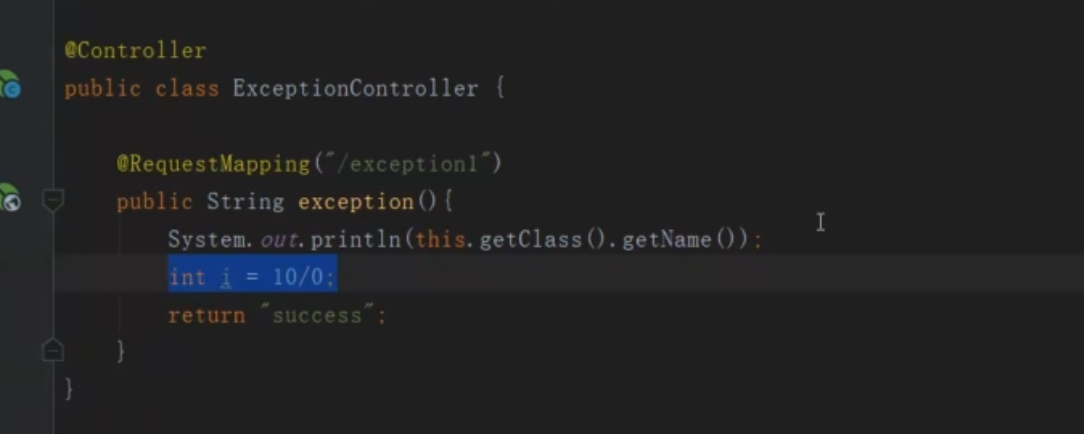 @Controller
public class ExceptionController {
@RequestMapping("/exception1")
public String exception(){
System.out.println(this.getClass().getName());
int i = 10/0;
return "success";
}
}